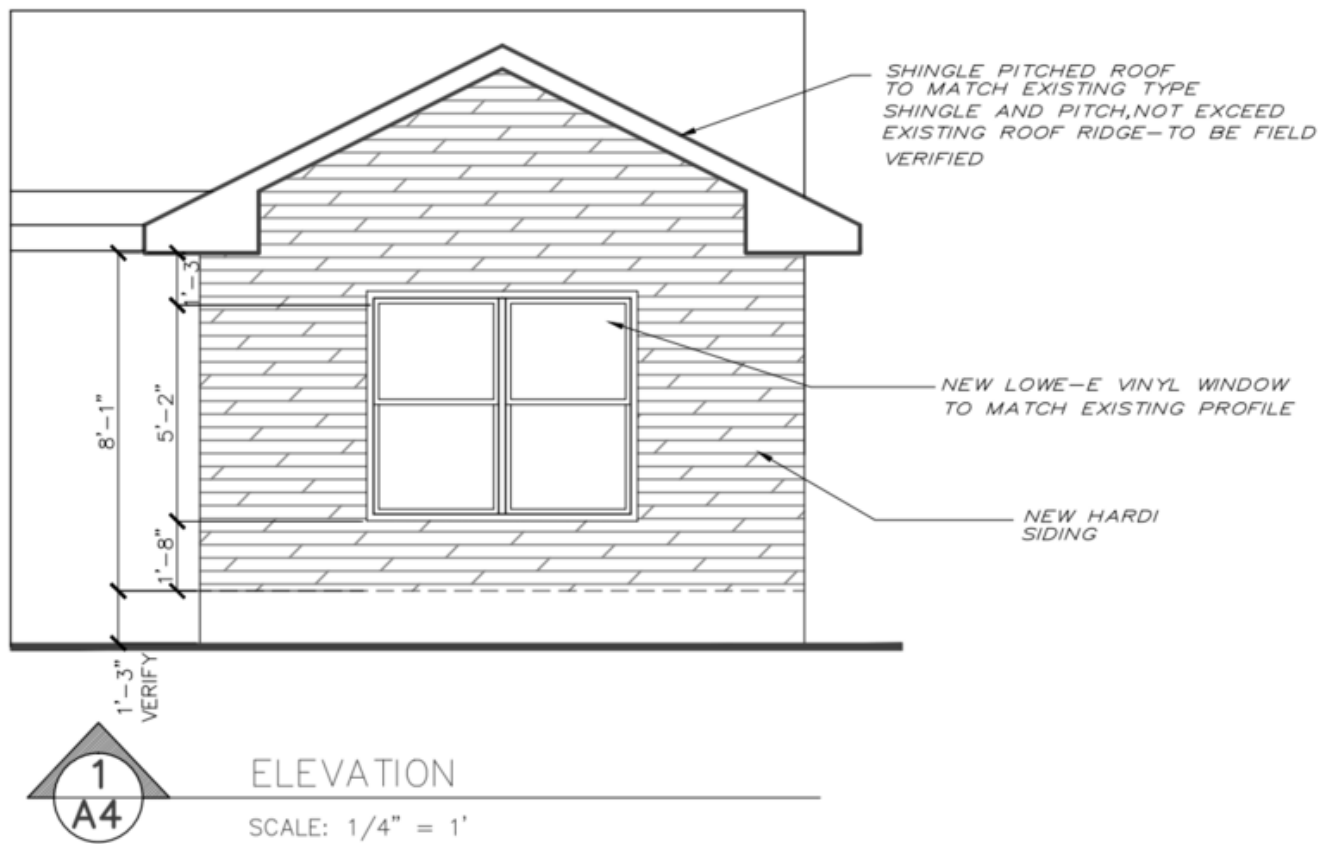 SHINGLE PITCHED ROOF
TO MATCH EXISTING TYPE
SHINGLE AND PITCH,NOT EXCEED
EXISTING ROOF RIDGE-TO BE FIELD
VERIFIED
1'-3
8'-1"
5'-2"
NEW LOWE-E VINYL WINDOW
TO MATCH EXISTING PROFILE
NEW HARDI
SIDING
1'-8"
1'-3"
VERIFY
1
A4
ELEVATION
SCALE: 1/4" = 1'